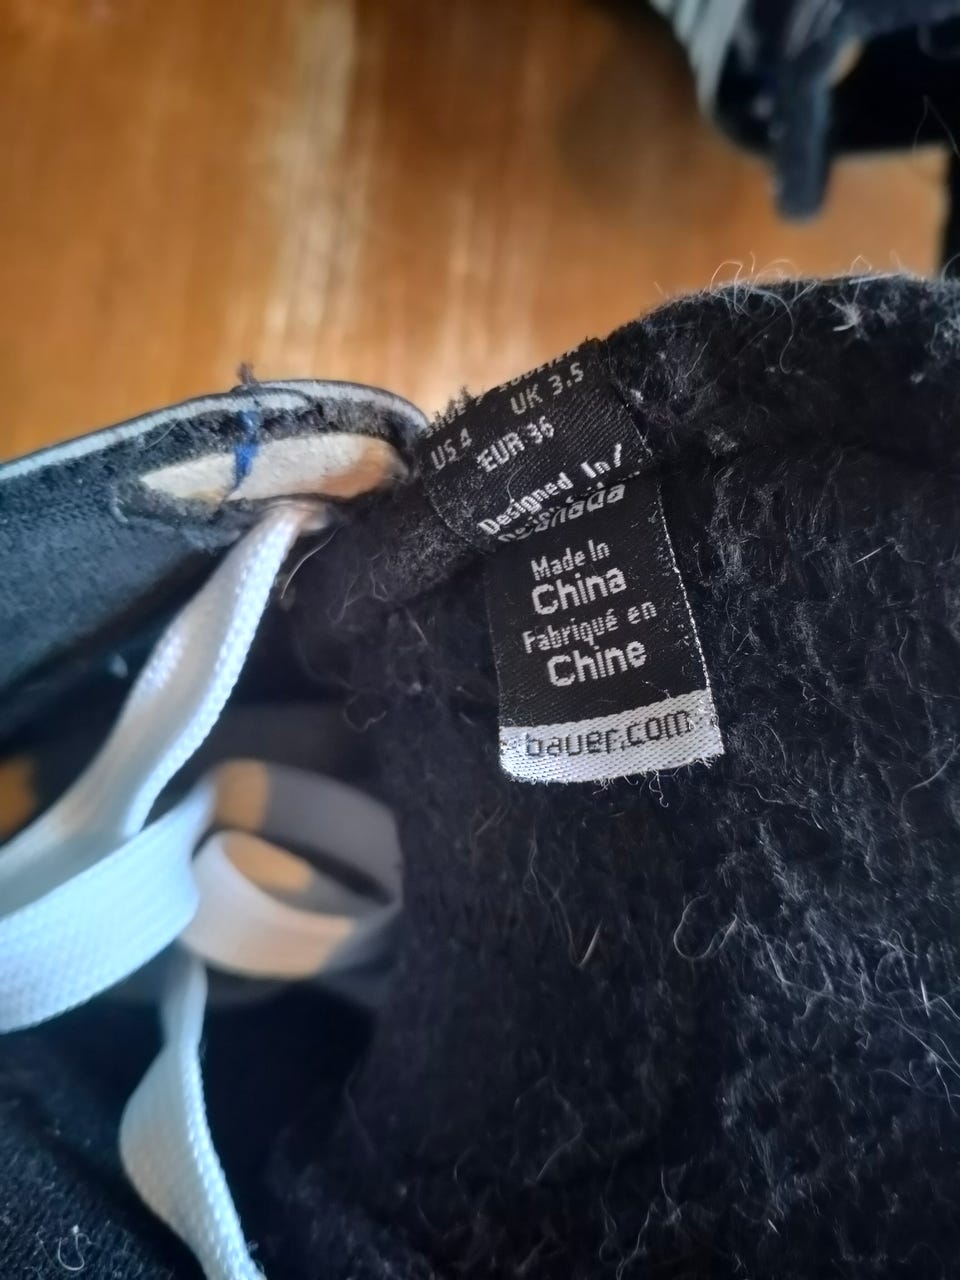 US 4
UK 3.5
EUR 36
Designed In/
Made In
China
Fabriqué en
Chine
bauer.com